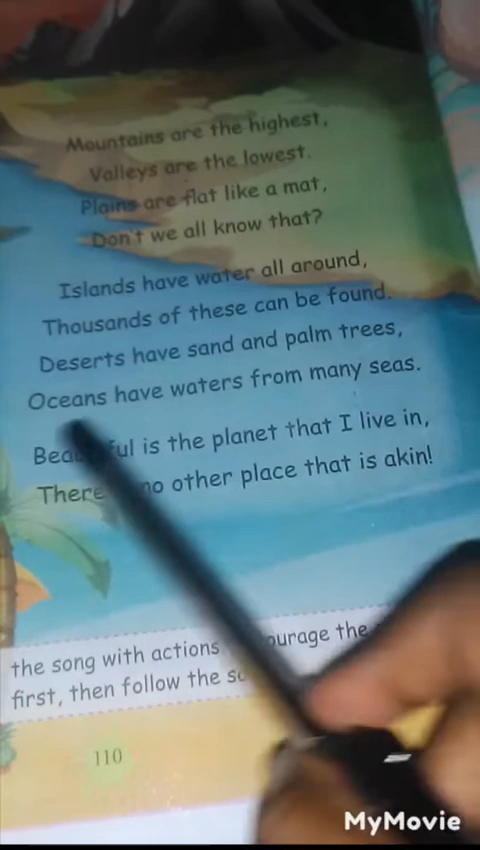 Mountains are the highest,
Valleys are the lowest.
Plains are flat like a mat,
Don't we all know that?
Islands have water all around,
Thousands of these can be found.
Deserts have sand and palm trees,
Oceans have waters from many seas.
is the planet that I live in,
no other place that is akin!
the song with actions the
first, then follow the
110
MyMovie